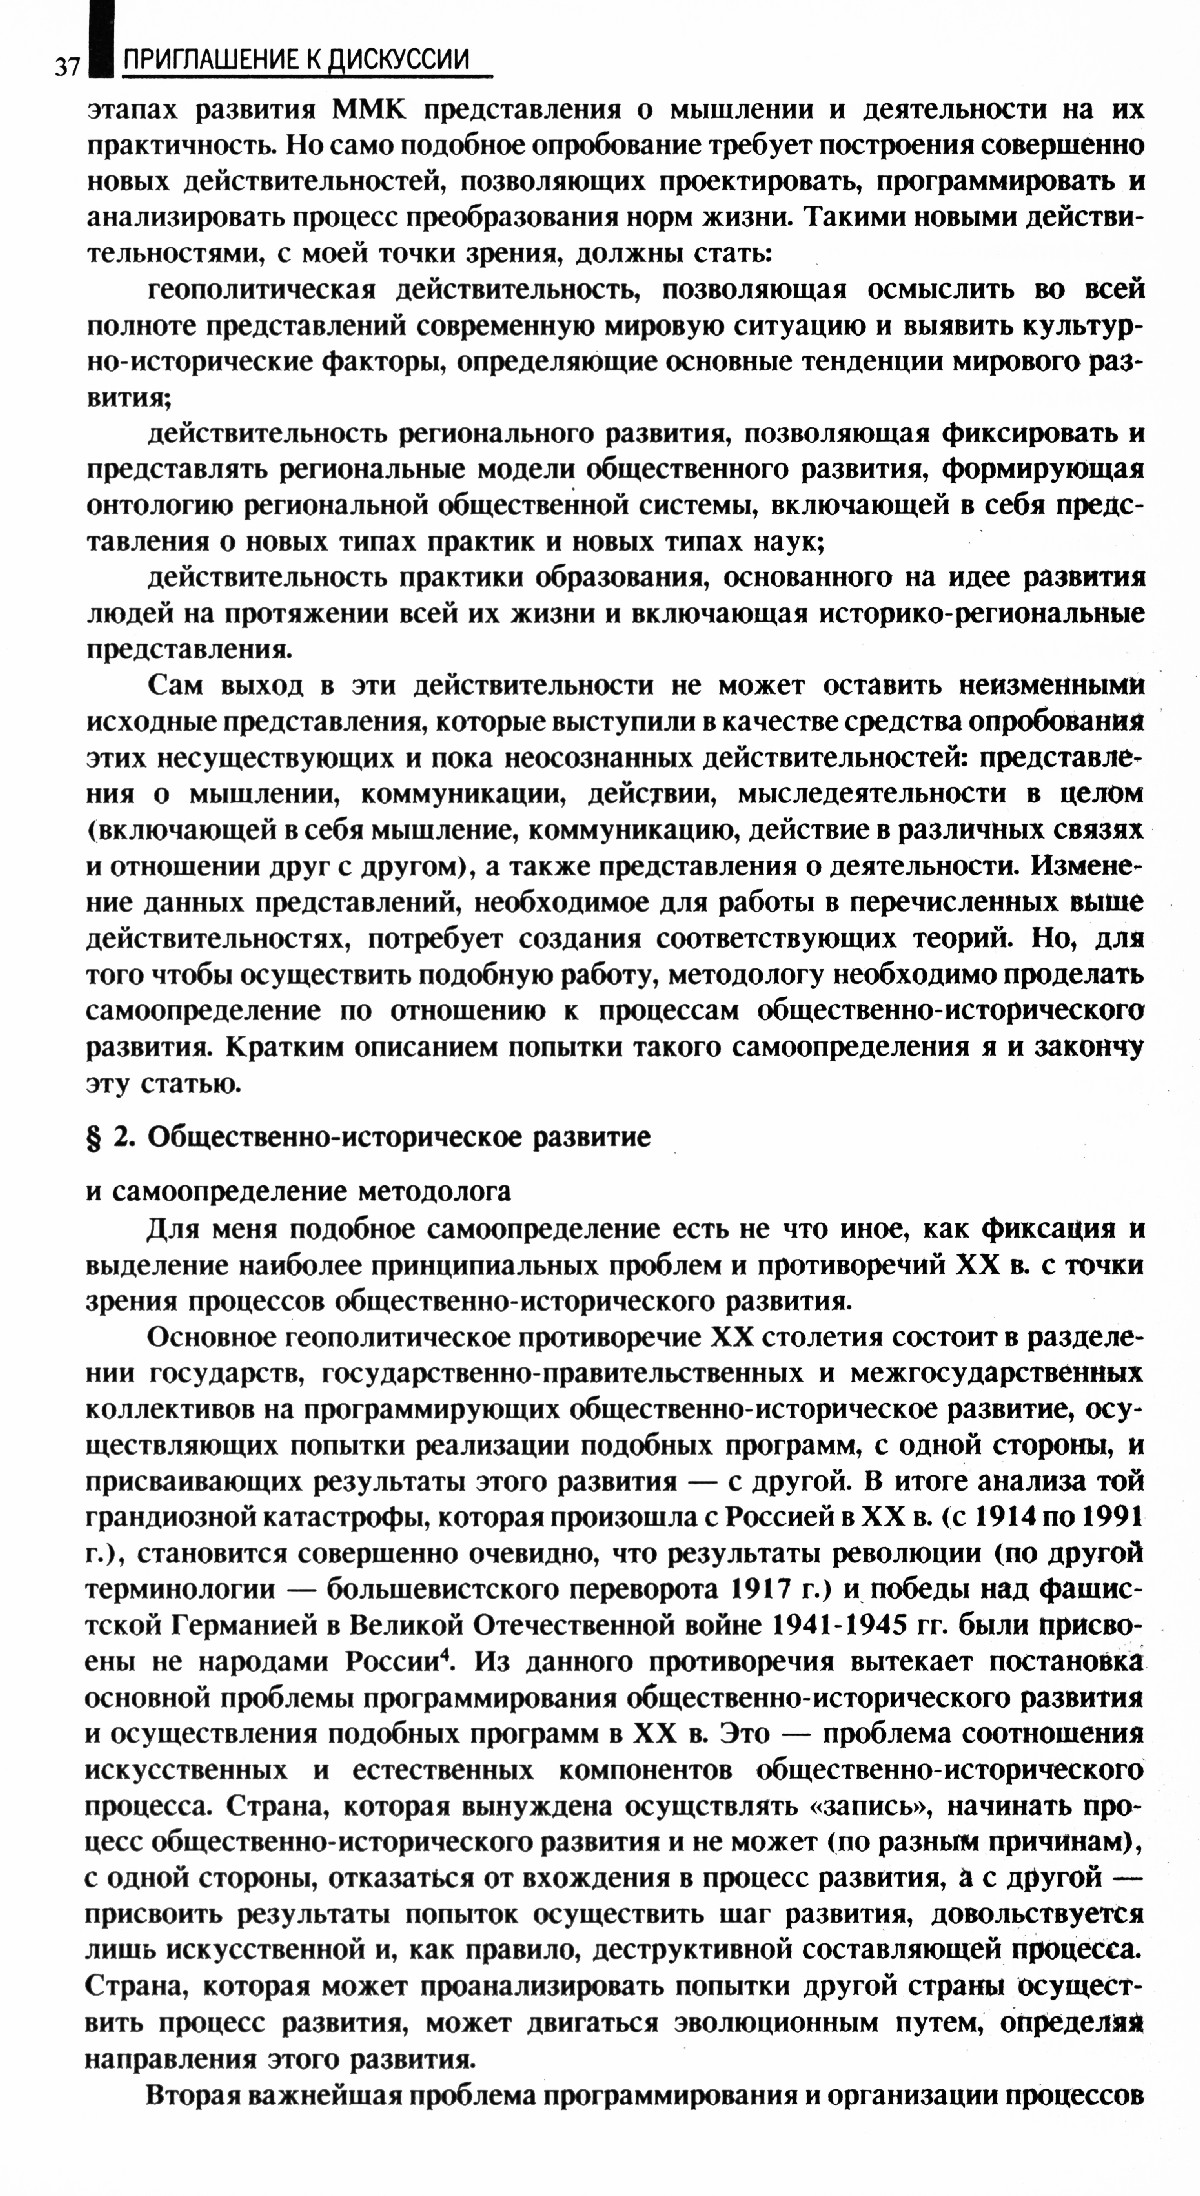 37 ПРИГЛАШЕНИЕ К ДИСКУССИИ
этапах развития ММК представления о мышлении и деятельности на их
практичность. Но само подобное опробование требует построения совершенно
новых действительностей, позволяющих проектировать, программировать и
анализировать процесс преобразования норм жизни. Такими новыми действи-
тельностями, с моей точки зрения, должны стать:
геополитическая действительность, позволяющая осмыслить во всей
полноте представлений современную мировую ситуацию и выявить культур-
но-исторические факторы, определяющие основные тенденции мирового раз-
вития;
действительность регионального развития, позволяющая фиксировать и
представлять региональные модели общественного развития, формирующая
онтологию региональной общественной системы, включающей в себя предс-
тавления о новых типах практик и новых типах наук;
действительность практики образования, основанного на идее развития
людей на протяжении всей их жизни и включающая историко-региональные
представления.
Сам выход в эти действительности не может оставить неизменными
исходные представления, которые выступили в качестве средства опробования
этих несуществующих и пока неосознанных действительностей: представле-
ния о мышлении, коммуникации, действии, мыследеятельности в целом
(включающей в себя мышление, коммуникацию, действие в различных связях
и отношении друг с другом), а также представления о деятельности. Измене-
ние данных представлений, необходимое для работы в перечисленных выше
действительностях, потребует создания соответствующих теорий. Но, для
того чтобы осуществить подобную работу, методологу необходимо проделать
самоопределение по отношению к процессам общественно-исторического
развития. Кратким описанием попытки такого самоопределения я и закончу
эту статью.
§ 2. Общественно-историческое развитие
и самоопределение методолога
Для меня подобное самоопределение есть не что иное, как фиксация и
выделение наиболее принципиальных проблем и противоречий XX в. с точки
зрения процессов общественно-исторического развития.
Основное геополитическое противоречие XX столетия состоит в разделе-
нии государств, государственно-правительственных и межгосударственных
коллективов на программирующих общественно-историческое развитие, осу-
ществляющих попытки реализации подобных программ, с одной стороны, и
присваивающих результаты этого развития — с другой. В итоге анализа той
грандиозной катастрофы, которая произошла с Россией в XX в. (с 1914 по 1991
г.), становится совершенно очевидно, что результаты революции (по другой
терминологии — большевистского переворота 1917 г.) и победы над фашис-
тской Германией в Великой Отечественной войне 1941-1945 гг. были присво-
ены не народами России⁴. Из данного противоречия вытекает постановка
основной проблемы программирования общественно-исторического развития
и осуществления подобных программ в XX в. Это — проблема соотношения
искусственных и естественных компонентов общественно-исторического
процесса. Страна, которая вынуждена осущствлять «запись», начинать про-
цесс общественно-исторического развития и не может (по разным причинам),
с одной стороны, отказаться от вхождения в процесс развития, а с другой —
присвоить результаты попыток осуществить шаг развития, довольствуется
лишь искусственной и, как правило, деструктивной составляющей процесса.
Страна, которая может проанализировать попытки другой страны осущест-
вить процесс развития, может двигаться эволюционным путем, определяя
направления этого развития.
Вторая важнейшая проблема программирования и организации процессов